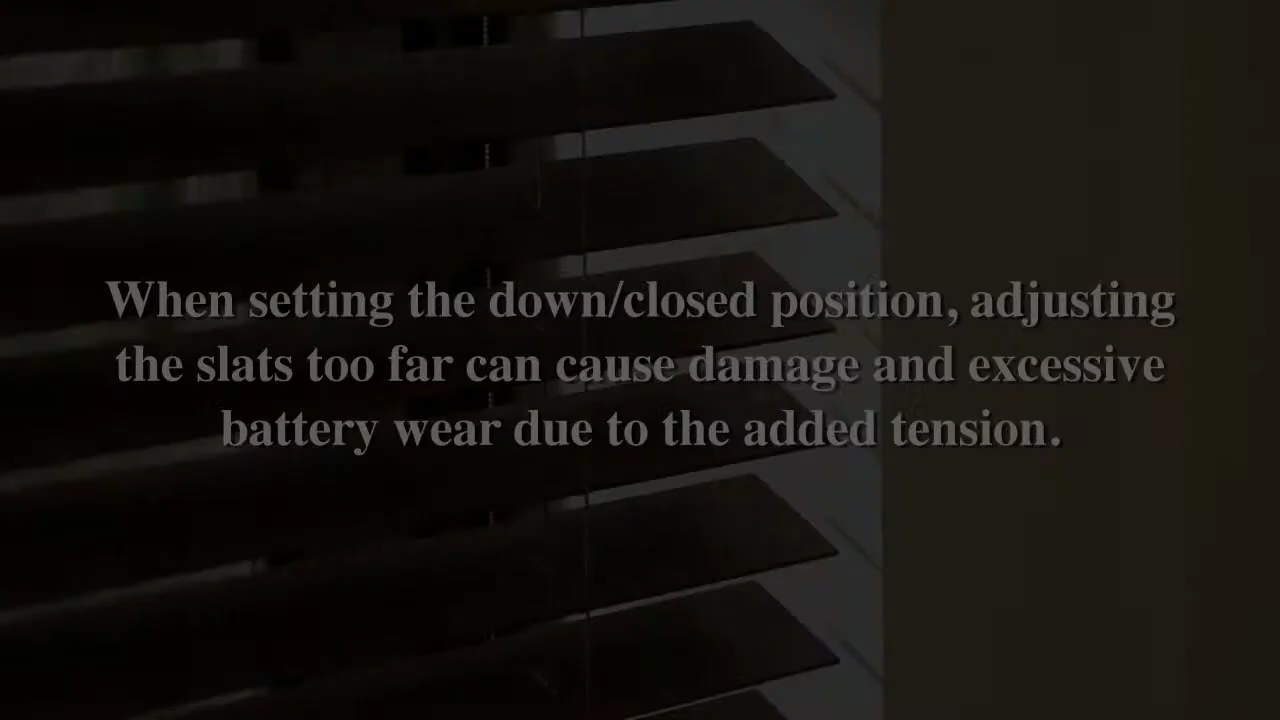 When setting the down/closed position, adjusting
the slats too far can cause damage and excessive
battery wear due to the added tension.